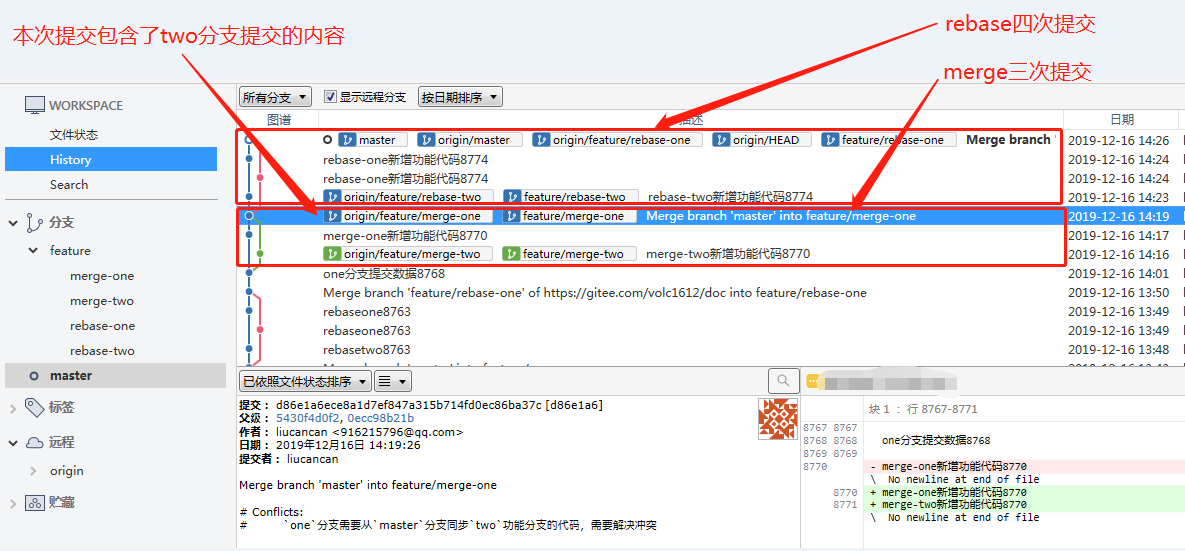 本次提交包含了two分支提交的内容
rebase四次提交
merge三次提交
WORKSPACE
文件状态
History
Search
分支
feature
merge-one
merge-two
rebase-one
rebase-two
master
标签
远程
origin
贮藏
所有分支 显示远程分支 按日期排序
图谱 描述 日期
master origin/master origin/feature/rebase-one origin/HEAD feature/rebase-one Merge branch ' 2019-12-16 14:26
rebase-one新增功能代码8774 2019-12-16 14:24
rebase-one新增功能代码8774 2019-12-16 14:24
origin/feature/rebase-two feature/rebase-two rebase-two新增功能代码8774 2019-12-16 14:23
origin/feature/merge-one feature/merge-one Merge branch 'master' into feature/merge-one 2019-12-16 14:19
merge-one新增功能代码8770 2019-12-16 14:17
origin/feature/merge-two feature/merge-two merge-two新增功能代码8770 2019-12-16 14:16
one分支提交数据8768 2019-12-16 14:01
Merge branch 'feature/rebase-one' of https://gitee.com/volc1612/doc into feature/rebase-one 2019-12-16 13:50
rebaseone8763 2019-12-16 13:49
rebaseone8763 2019-12-16 13:49
rebasetwo8763 2019-12-16 13:48
已依照文件状态排序
提交： d86e1a6ece8a1d7ef847a315b714fd0ec86ba37c [d86e1a6]
父级： 5430f4d0f2, 0ecc98b21b
作者： liucancan <916215796@qq.com>
日期： 2019年12月16日 14:19:26
提交者： liucancan
Merge branch 'master' into feature/merge-one
# Conflicts:
# `one`分支需要从`master`分支同步`two`功能分支的代码，需要解决冲突
块 1 ： 行 8767-8771
8767 8767
8768 8768 one分支提交数据8768
8769 8769
8770 - merge-one新增功能代码8770
\ No newline at end of file
8770 + merge-one新增功能代码8770
8771 + merge-two新增功能代码8770
\ No newline at end of file